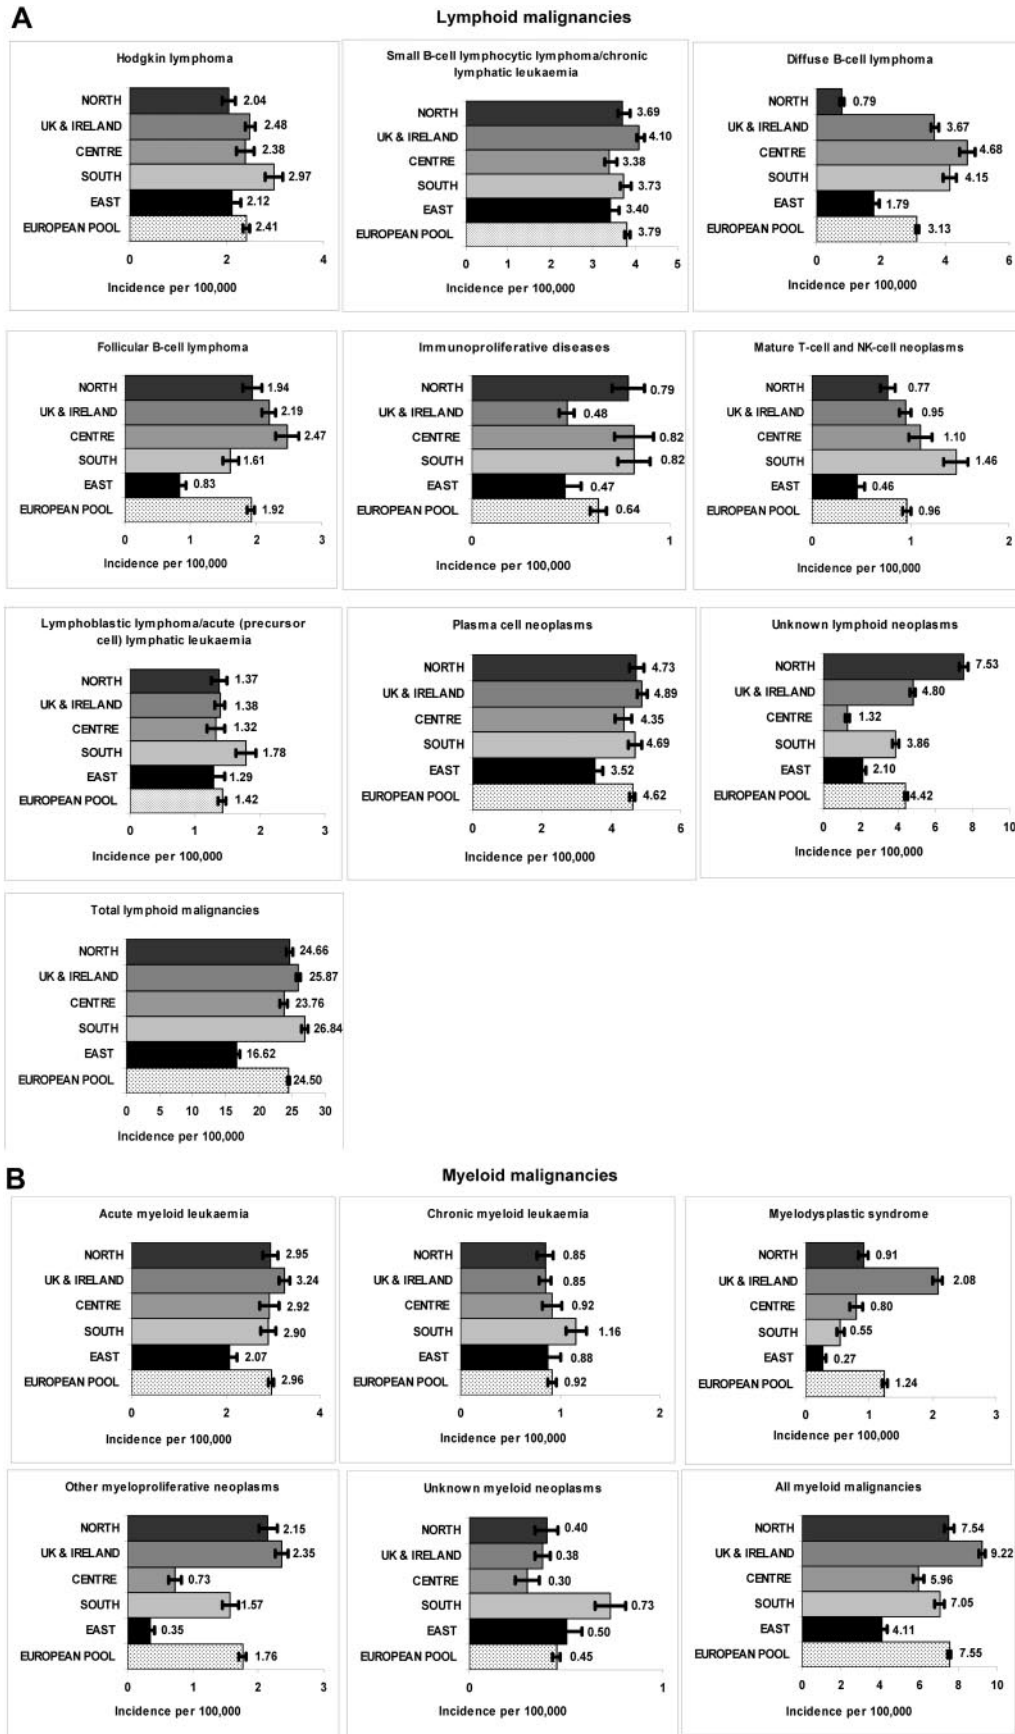 A
Lymphoid malignancies
Hodgkin lymphoma
NORTH 2.04
UK & IRELAND 2.48
CENTRE 2.38
SOUTH 2.97
EAST 2.12
EUROPEAN POOL 2.41
0 2 4
Incidence per 100,000
Small B-cell lymphocytic lymphoma/chronic
lymphatic leukaemia
NORTH 3.69
UK & IRELAND 4.10
CENTRE 3.38
SOUTH 3.73
EAST 3.40
EUROPEAN POOL 3.79
0 1 2 3 4 5
Incidence per 100,000
Diffuse B-cell lymphoma
NORTH 0.79
UK & IRELAND 3.67
CENTRE 4.68
SOUTH 4.15
EAST 1.79
EUROPEAN POOL 3.13
0 2 4 6
Incidence per 100,000
Follicular B-cell lymphoma
NORTH 1.94
UK & IRELAND 2.19
CENTRE 2.47
SOUTH 1.61
EAST 0.83
EUROPEAN POOL 1.92
0 1 2 3
Incidence per 100,000
Immunoproliferative diseases
NORTH 0.79
UK & IRELAND 0.48
CENTRE 0.82
SOUTH 0.82
EAST 0.47
EUROPEAN POOL 0.64
0 1
Incidence per 100,000
Mature T-cell and NK-cell neoplasms
NORTH 0.77
UK & IRELAND 0.95
CENTRE 1.10
SOUTH 1.46
EAST 0.46
EUROPEAN POOL 0.96
0 1 2
Incidence per 100,000
Lymphoblastic lymphoma/acute (precursor
cell) lymphatic leukaemia
NORTH 1.37
UK & IRELAND 1.38
CENTRE 1.32
SOUTH 1.78
EAST 1.29
EUROPEAN POOL 1.42
0 1 2 3
Incidence per 100,000
Plasma cell neoplasms
NORTH 4.73
UK & IRELAND 4.89
CENTRE 4.35
SOUTH 4.69
EAST 3.52
EUROPEAN POOL 4.62
0 2 4 6
Incidence per 100,000
Unknown lymphoid neoplasms
NORTH 7.53
UK & IRELAND 4.80
CENTRE 1.32
SOUTH 3.86
EAST 2.10
EUROPEAN POOL 4.42
0 2 4 6 8 10
Incidence per 100,000
Total lymphoid malignancies
NORTH 24.66
UK & IRELAND 25.87
CENTRE 23.76
SOUTH 26.84
EAST 16.62
EUROPEAN POOL 24.50
0 5 10 15 20 25 30
Incidence per 100,000
B
Myeloid malignancies
Acute myeloid leukaemia
NORTH 2.95
UK & IRELAND 3.24
CENTRE 2.92
SOUTH 2.90
EAST 2.07
EUROPEAN POOL 2.96
0 2 4
Incidence per 100,000
Chronic myeloid leukaemia
NORTH 0.85
UK & IRELAND 0.85
CENTRE 0.92
SOUTH 1.16
EAST 0.88
EUROPEAN POOL 0.92
0 1 2
Incidence per 100,000
Myelodysplastic syndrome
NORTH 0.91
UK & IRELAND 2.08
CENTRE 0.80
SOUTH 0.55
EAST 0.27
EUROPEAN POOL 1.24
0 1 2 3
Incidence per 100,000
Other myeloproliferative neoplasms
NORTH 2.15
UK & IRELAND 2.35
CENTRE 0.73
SOUTH 1.57
EAST 0.35
EUROPEAN POOL 1.76
0 1 2 3
Incidence per 100,000
Unknown myeloid neoplasms
NORTH 0.40
UK & IRELAND 0.38
CENTRE 0.30
SOUTH 0.73
EAST 0.50
EUROPEAN POOL 0.45
0 1
Incidence per 100,000
All myeloid malignancies
NORTH 7.54
UK & IRELAND 9.22
CENTRE 5.96
SOUTH 7.05
EAST 4.11
EUROPEAN POOL 7.55
0 2 4 6 8 10
Incidence per 100,000